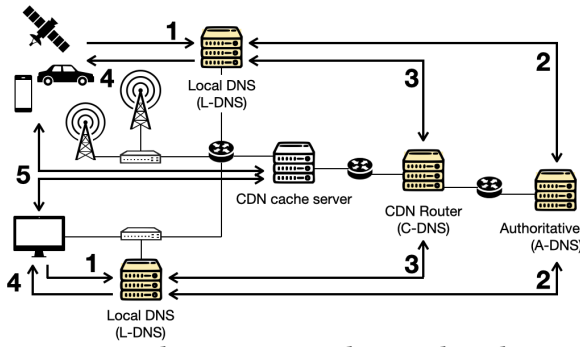 1
2
4
3
Local DNS
(L-DNS)
5
CDN cache server
CDN Router
(C-DNS)
Authoritative
(A-DNS
1
3
4
2
Local DNS
(L-DNS)